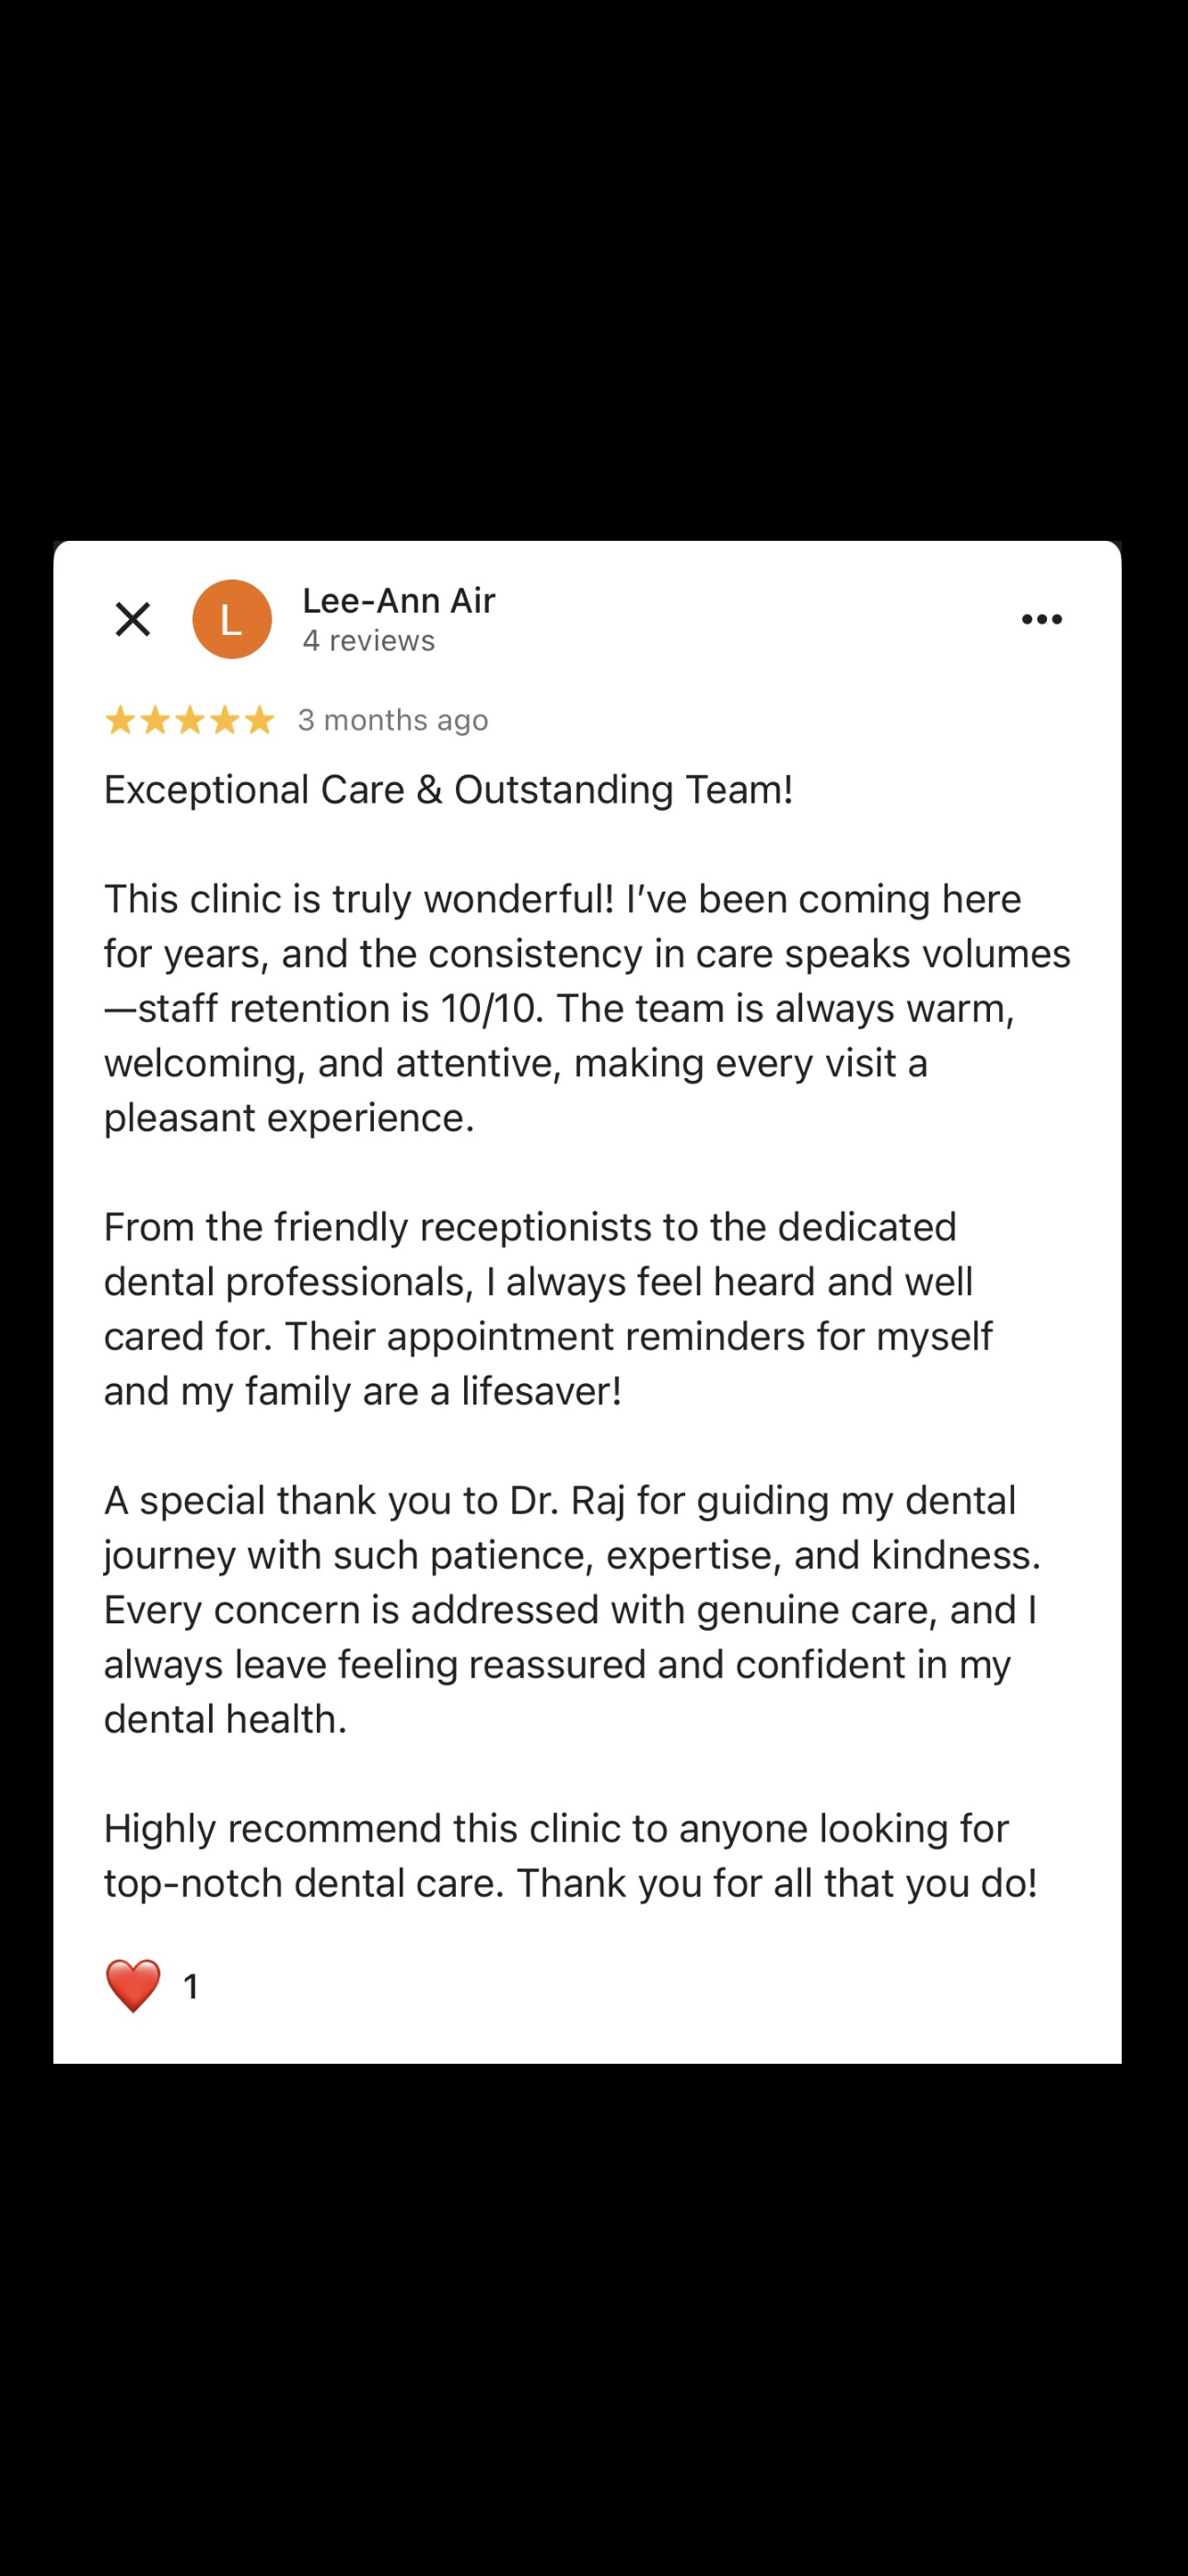 L
Lee-Ann Air
4 reviews
3 months ago
Exceptional Care & Outstanding Team!
This clinic is truly wonderful! I’ve been coming here
for years, and the consistency in care speaks volumes
—staff retention is 10/10. The team is always warm,
welcoming, and attentive, making every visit a
pleasant experience.
From the friendly receptionists to the dedicated
dental professionals, I always feel heard and well
cared for. Their appointment reminders for myself
and my family are a lifesaver!
A special thank you to Dr. Raj for guiding my dental
journey with such patience, expertise, and kindness.
Every concern is addressed with genuine care, and I
always leave feeling reassured and confident in my
dental health.
Highly recommend this clinic to anyone looking for
top-notch dental care. Thank you for all that you do!
1